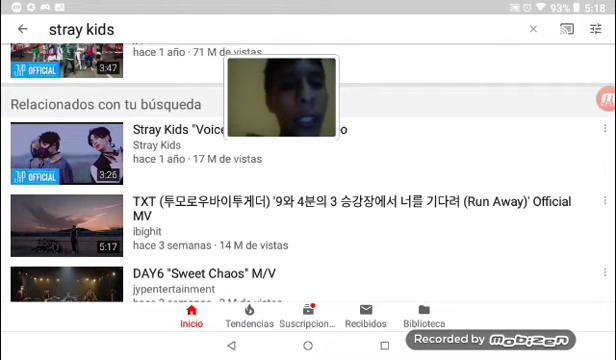 93% 5:18
stray kids
hace 1 año · 71 M de vistas
JYP OFFICIAL
3:47
Relacionados con tu búsqueda
Stray Kids "Voice
o
Stray Kids
hace 1 año · 17 M de vistas
JYP OFFICIAL
3:26
TXT (투모로우바이투게더) '9와 4분의 3 승강장에서 너를 기다려 (Run Away)' Official
MV
ibighit
hace 3 semanas · 14 M de vistas
5:17
DAY6 "Sweet Chaos" M/V
jypentertainment
Inicio
Tendencias
Suscripcion...
Recibidos
Biblioteca
Recorded by mobizen